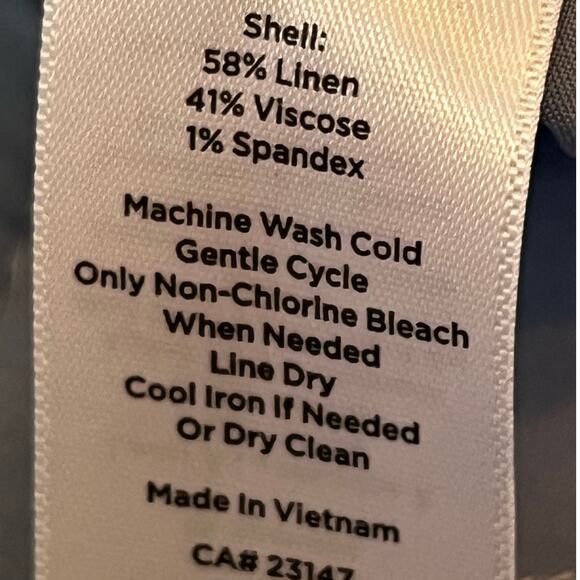 Shell:
58% Linen
41% Viscose
1% Spandex
Machine Wash Cold
Gentle Cycle
Only Non-Chlorine Bleach
When Needed
Line Dry
Cool Iron If Needed
Or Dry Clean
Made In Vietnam
CA# 23147